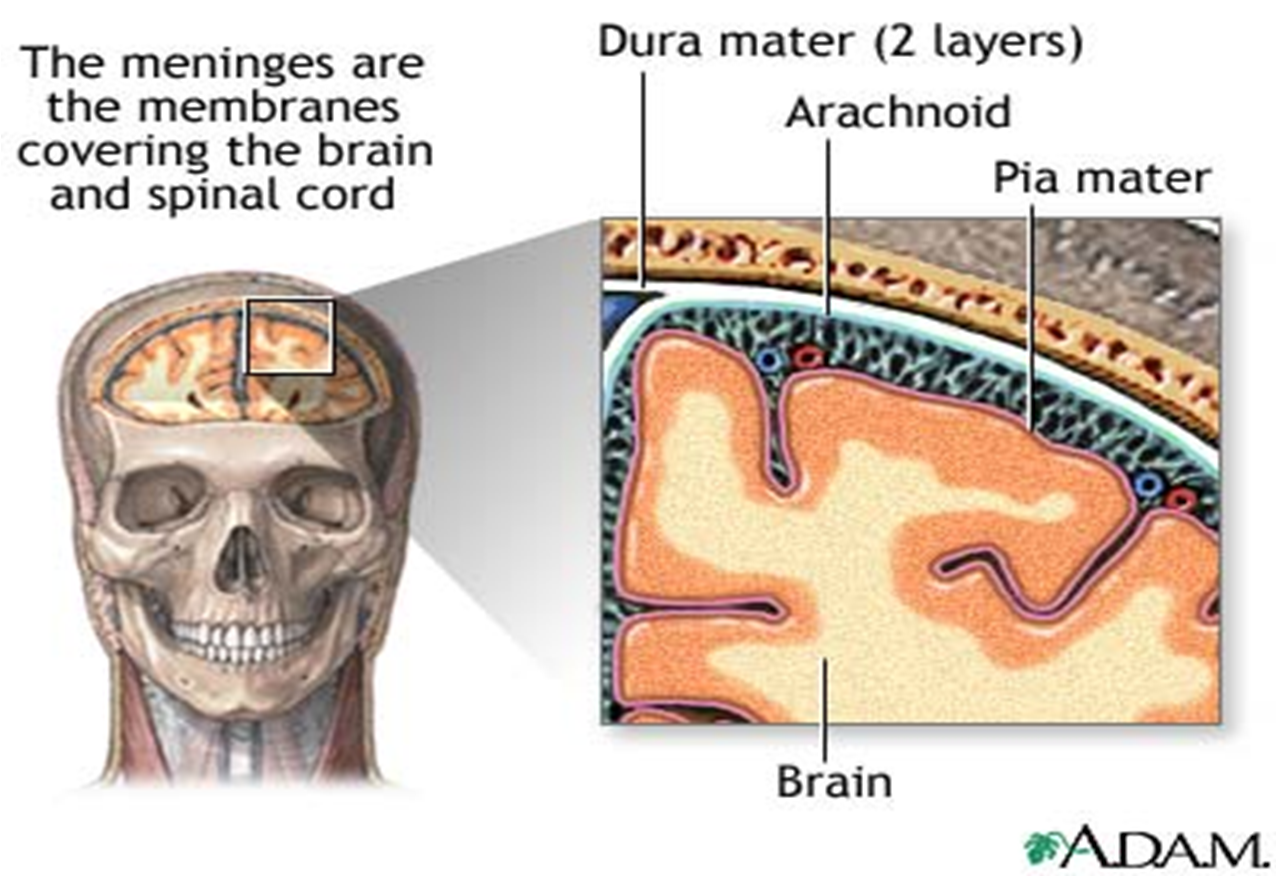 The meninges are
the membranes
covering the brain
and spinal cord
Dura mater (2 layers)
Arachnoid
Pia mater
Brain
A.D.A.M.